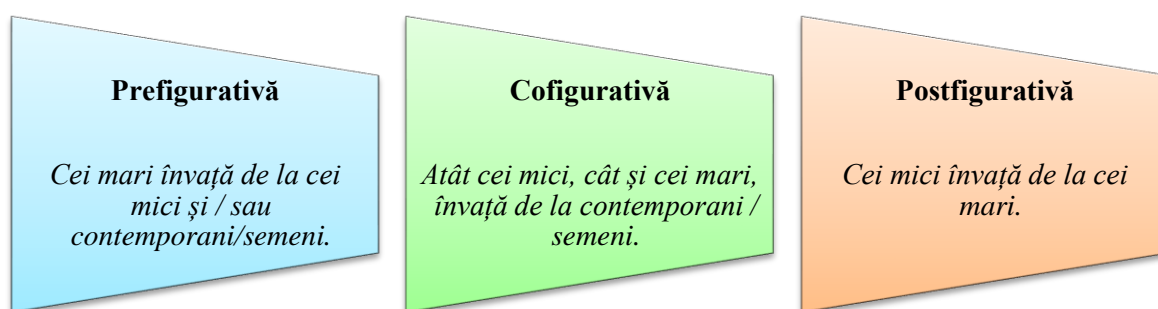 Prefigurativă
Cei mari învață de la cei
mici și / sau
contemporani/semeni.
Cofigurativă
Atât cei mici, cât și cei mari,
învață de la contemporani /
semeni.
Postfigurativă
Cei mici învață de la cei
mari.